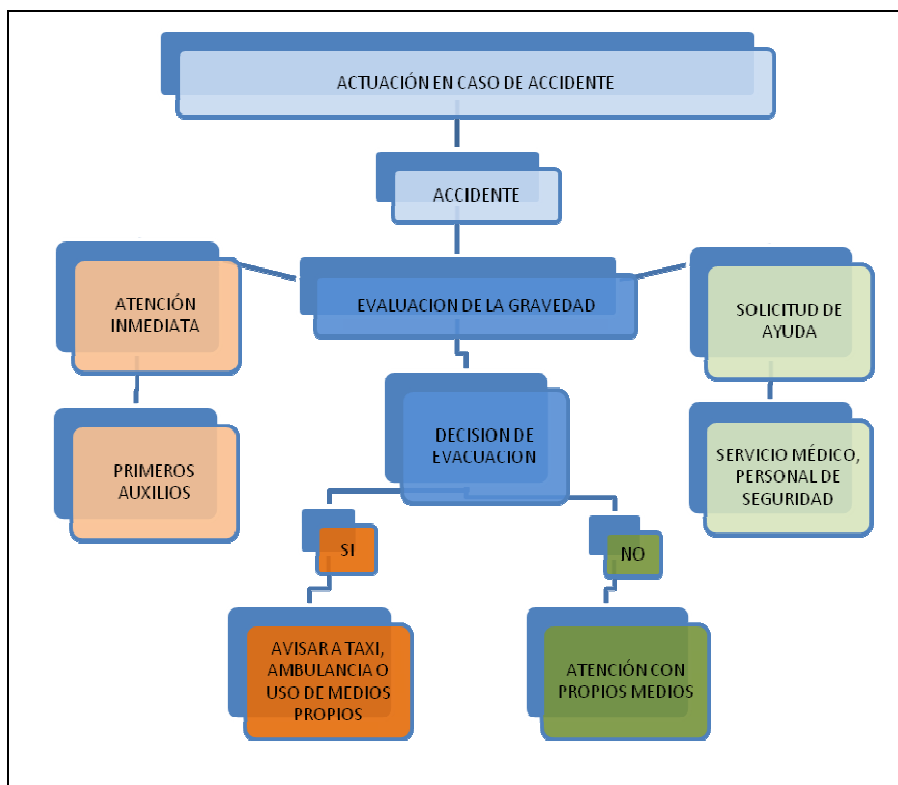 ACTUACIÓN EN CASO DE ACCIDENTE
ACCIDENTE
EVALUACION DE LA GRAVEDAD
ATENCIÓN
INMEDIATA
SOLICITUD DE
AYUDA
PRIMEROS
AUXILIOS
DECISION DE
EVACUACION
SERVICIO MÉDICO,
PERSONAL DE
SEGURIDAD
SI
NO
AVISAR A TAXI,
AMBULANCIA O
USO DE MEDIOS
PROPIOS
ATENCIÓN CON
PROPIOS MEDIOS